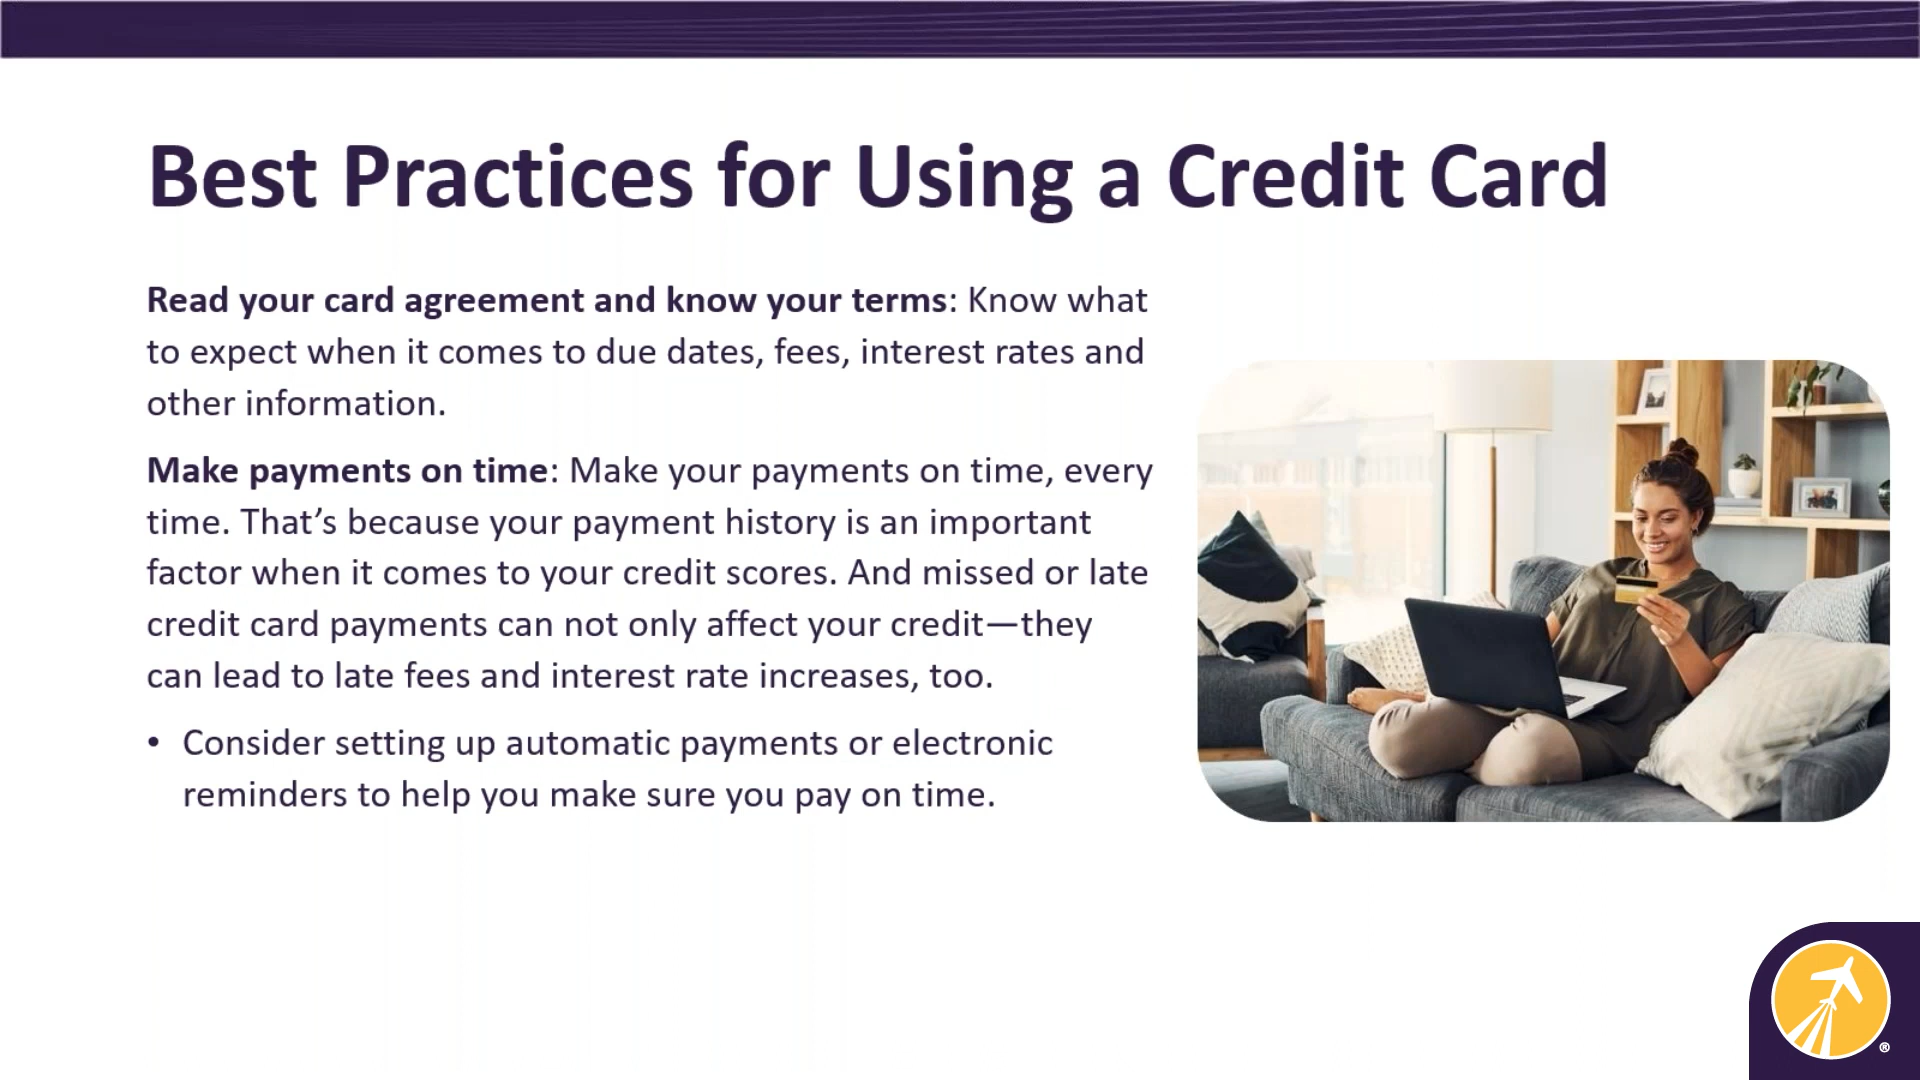 Best Practices for Using a Credit Card
Read your card agreement and know your terms: Know what
to expect when it comes to due dates, fees, interest rates and
other information.
Make payments on time: Make your payments on time, every
time. That’s because your payment history is an important
factor when it comes to your credit scores. And missed or late
credit card payments can not only affect your credit—they
can lead to late fees and interest rate increases, too.
• Consider setting up automatic payments or electronic
reminders to help you make sure you pay on time.
®